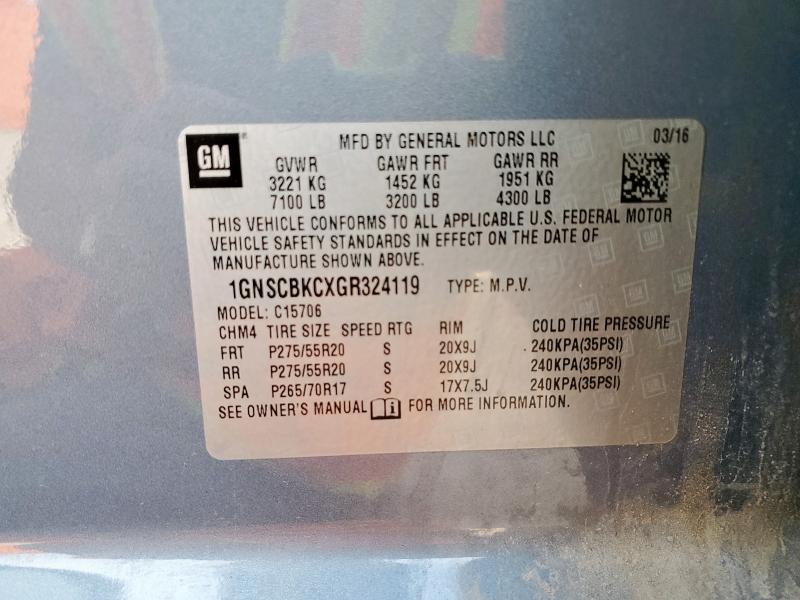 GM
MFD BY GENERAL MOTORS LLC 03/16
GVWR GAWR FRT GAWR RR
3221 KG 1452 KG 1951 KG
7100 LB 3200 LB 4300 LB
THIS VEHICLE CONFORMS TO ALL APPLICABLE U.S. FEDERAL MOTOR
VEHICLE SAFETY STANDARDS IN EFFECT ON THE DATE OF
MANUFACTURE SHOWN ABOVE.
1GNSCBKCXGR324119 TYPE: M.P.V.
MODEL: C15706
CHM4 TIRE SIZE SPEED RTG RIM COLD TIRE PRESSURE
FRT P275/55R20 S 20X9J 240KPA(35PSI)
RR P275/55R20 S 20X9J 240KPA(35PSI)
SPA P265/70R17 S 17X7.5J 240KPA(35PSI)
SEE OWNER'S MANUAL FOR MORE INFORMATION.